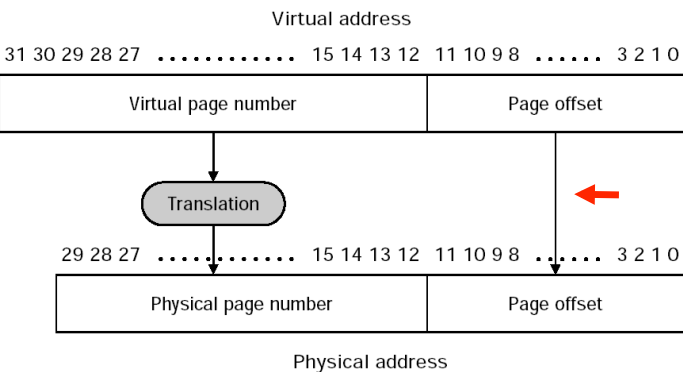 Virtual address
31 30 29 28 27 ............ 15 14 13 12 11 10 9 8 ...... 3 2 1 0
Virtual page number Page offset
Translation
29 28 27 ............ 15 14 13 12 11 10 9 8 ...... 3 2 1 0
Physical page number Page offset
Physical address